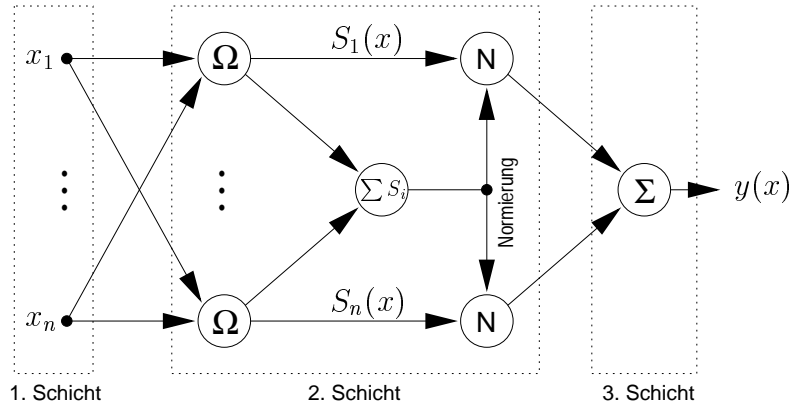 x₁ Ω S₁(x) N
⋮ ⋮ ∑ Sᵢ Normierung Σ y(x)
xₙ Ω Sₙ(x) N
1. Schicht 2. Schicht 3. Schicht